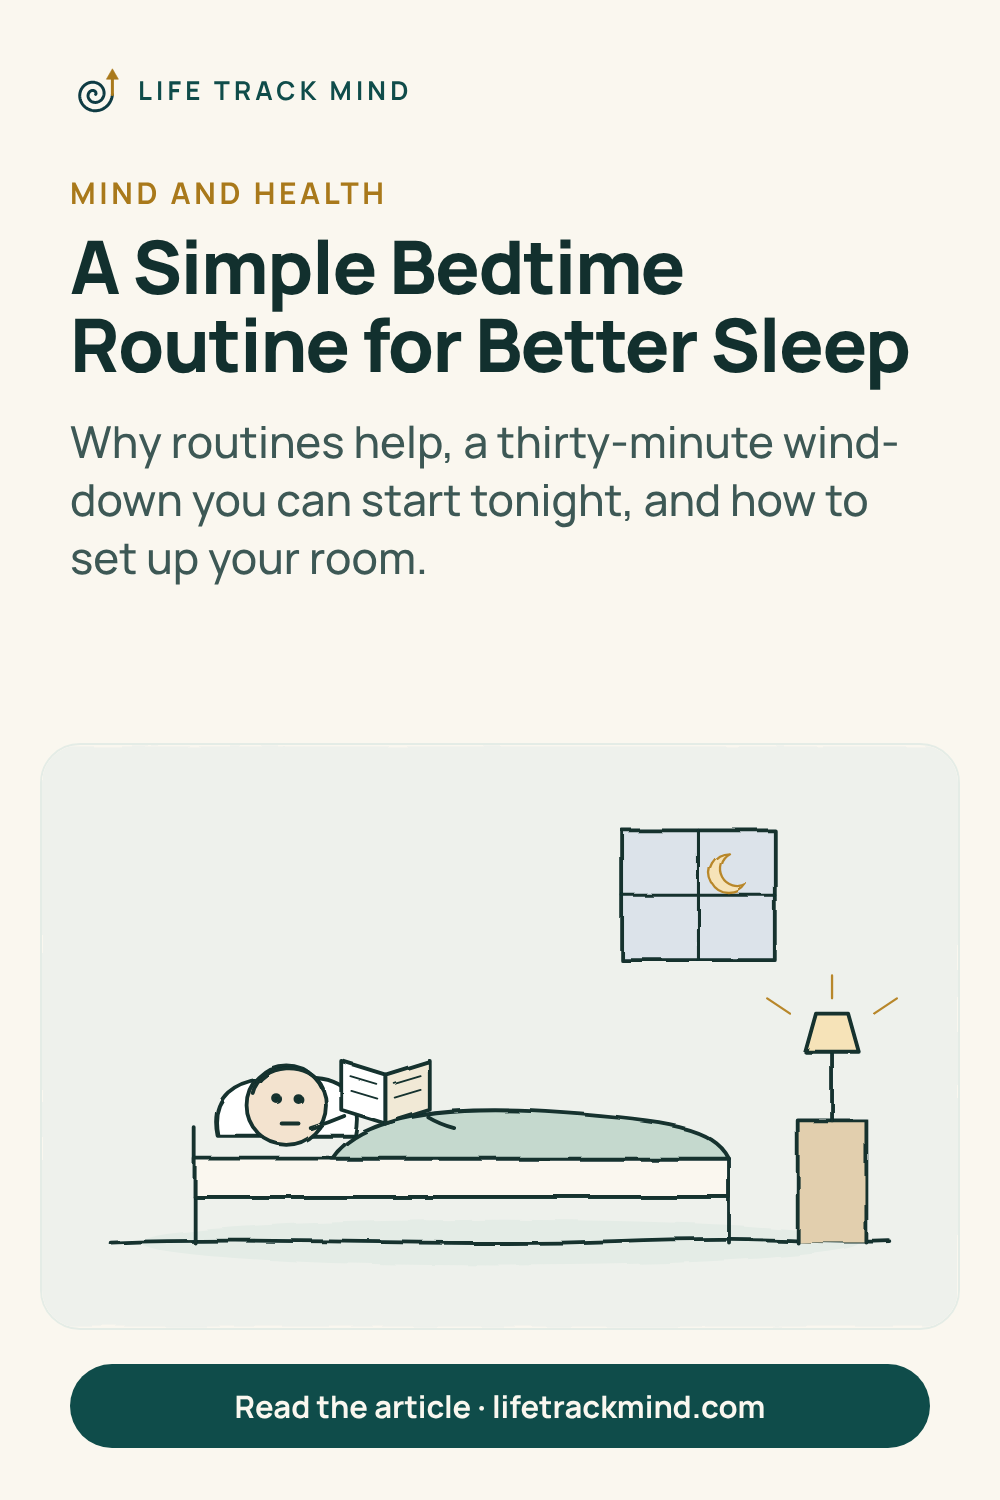 LIFE TRACK MIND
MIND AND HEALTH
A Simple Bedtime
Routine for Better Sleep
Why routines help, a thirty-minute wind-
down you can start tonight, and how to
set up your room.
Read the article · lifetrackmind.com